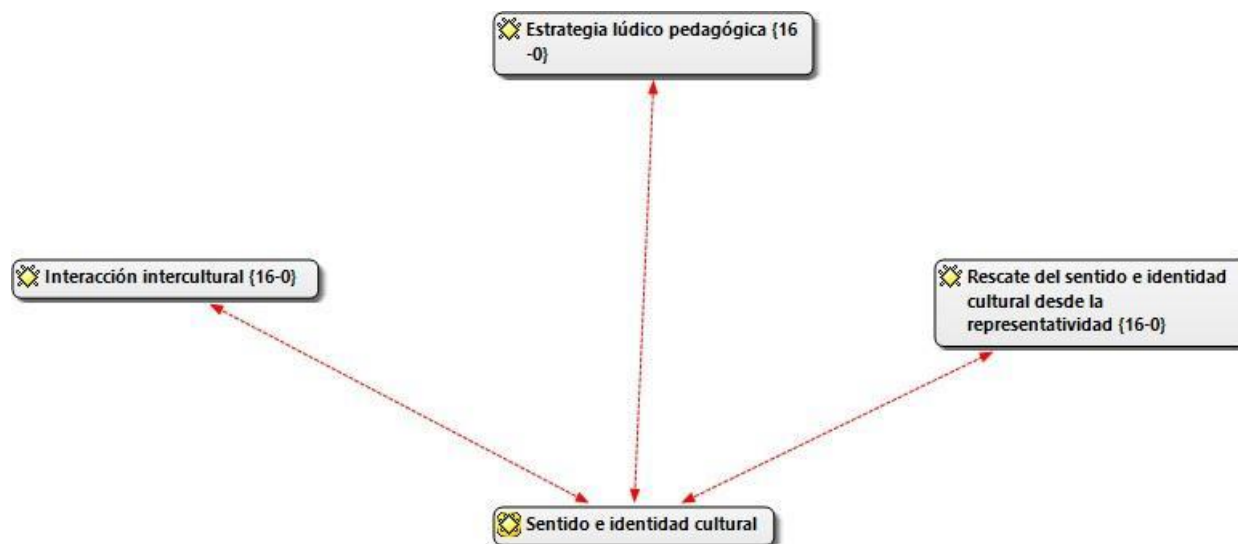 Estrategia lúdico pedagógica {16
-0}
Interacción intercultural {16-0}
Rescate del sentido e identidad
cultural desde la
representatividad {16-0}
Sentido e identidad cultural